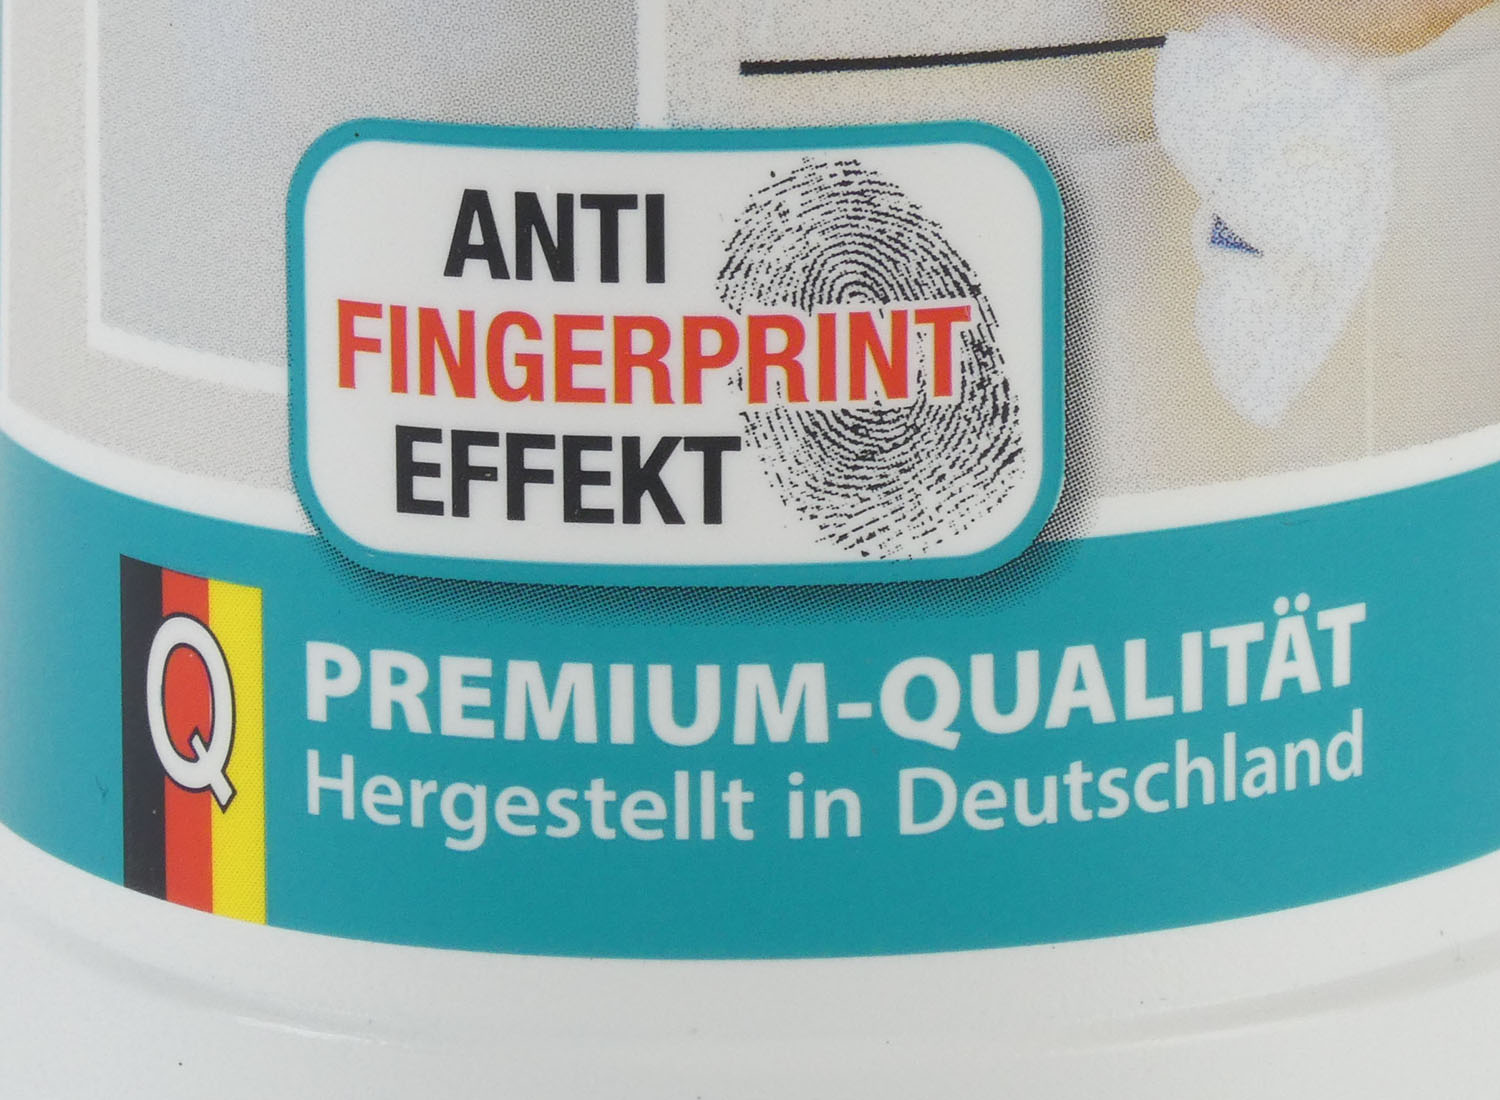 ANTI
FINGERPRINT
EFFEKT
Q
PREMIUM-QUALITÄT
Hergestellt in Deutschland